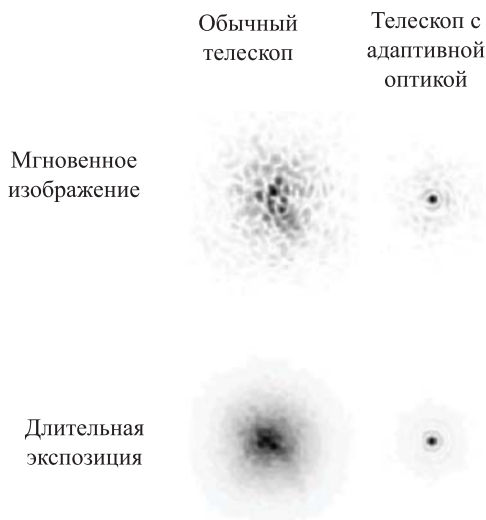 Обычный
телескоп
Телескоп с
адаптивной
оптикой
Мгновенное
изображение
Длительная
экспозиция